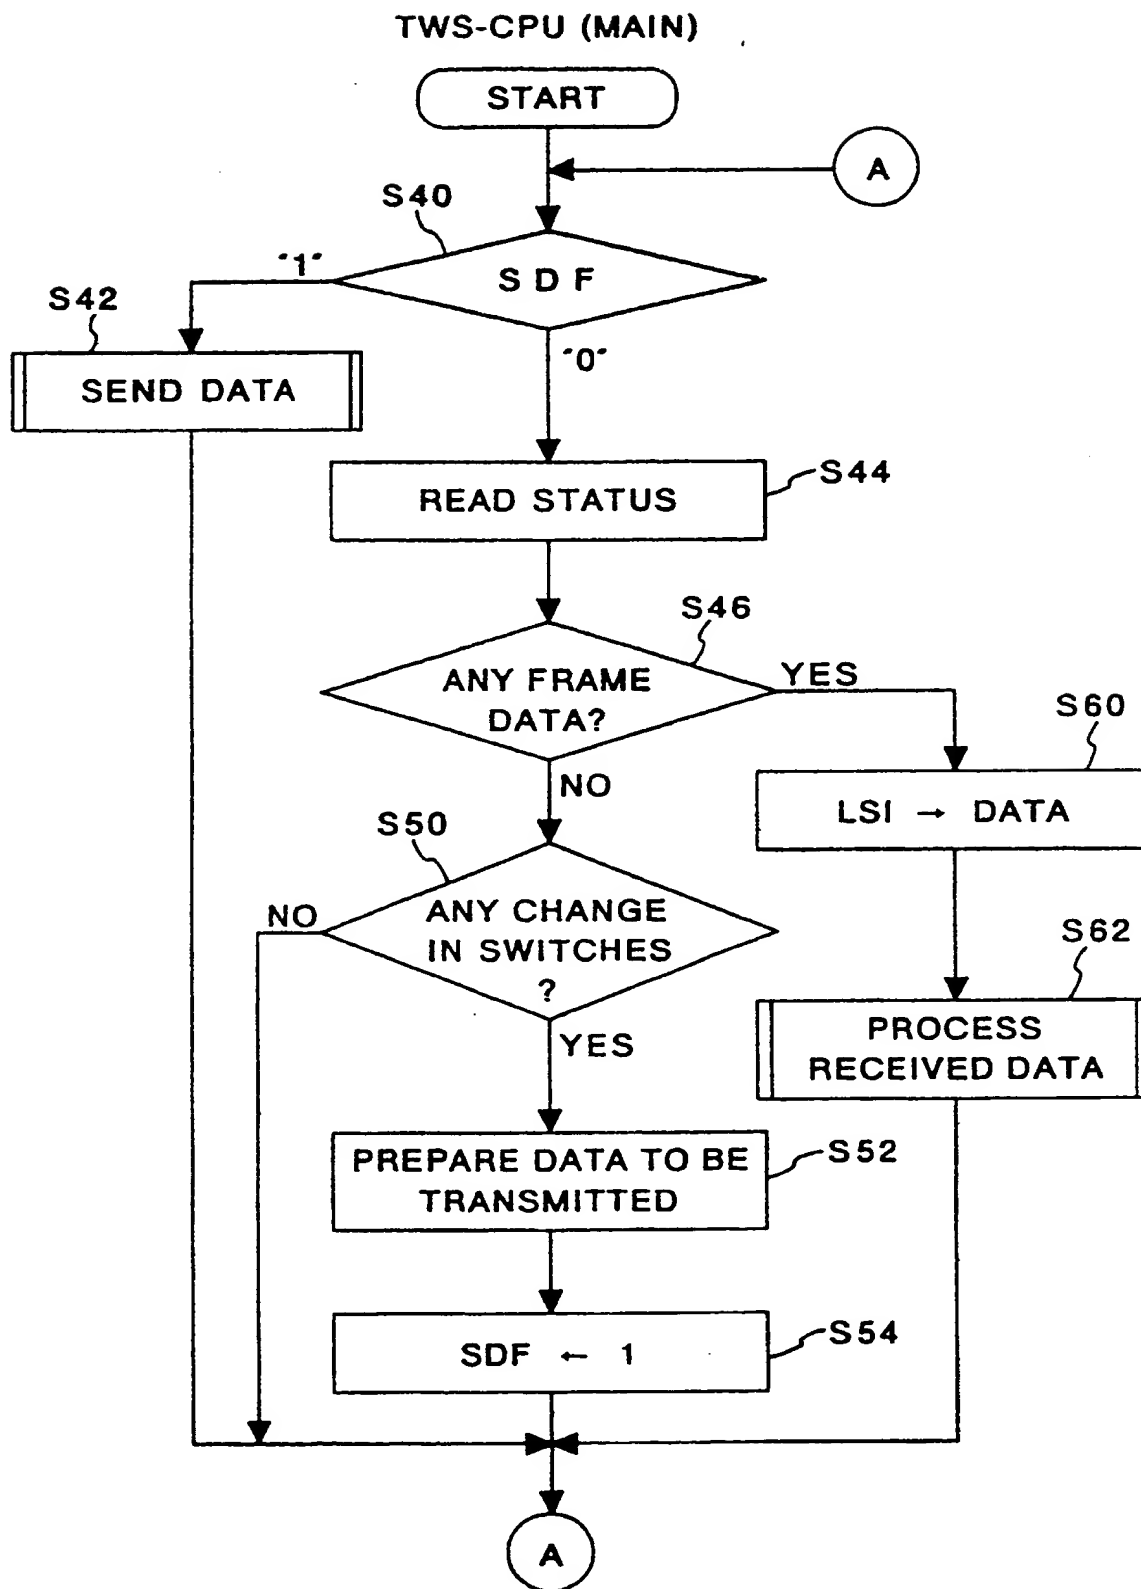 TWS-CPU (MAIN)
START
A
S40
"1"
SDF
S42
"0"
SEND DATA
READ STATUS
S44
S46
ANY FRAME
DATA?
YES
S60
NO
LSI → DATA
S50
NO
ANY CHANGE
IN SWITCHES
?
S62
YES
PROCESS
RECEIVED DATA
PREPARE DATA TO BE
TRANSMITTED
S52
SDF ← 1
S54
A